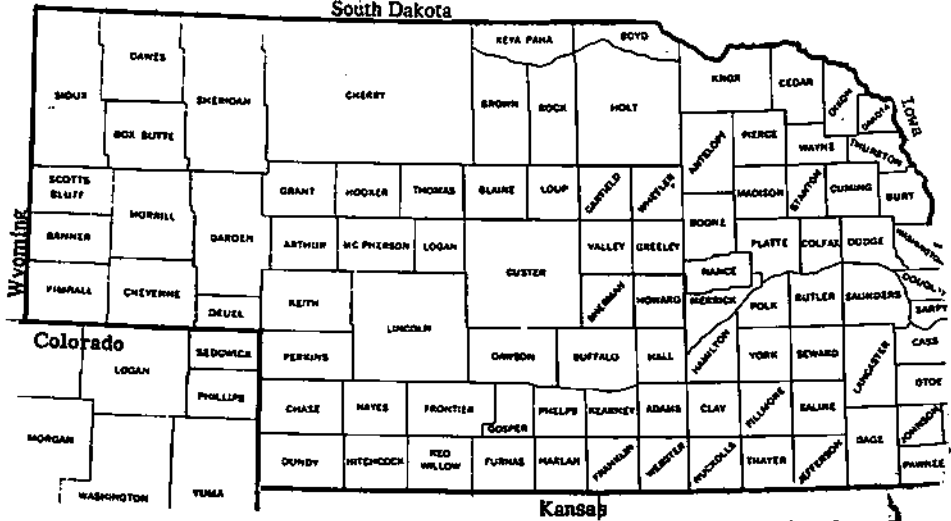 South Dakota
KEYA PAHA
BOYD
DAWES
SIOUX
SHERIDAN
CHERRY
BROWN
ROCK
HOLT
KNOX
CEDAR
DIXON
DAKOTA
Iowa
BOX BUTTE
ANTELOPE
PIERCE
WAYNE
THURSTON
SCOTTS
BLUFF
MORRILL
GARDEN
GRANT
HOOKER
THOMAS
BLAINE
LOUP
GARFIELD
WHEELER
MADISON
STANTON
CUMING
BURT
BOONE
Wyoming
BANNER
ARTHUR
MC PHERSON
LOGAN
CUSTER
VALLEY
GREELEY
PLATTE
COLFAX
DODGE
WASHINGTON
NANCE
KIMBALL
CHEYENNE
DEUEL
KEITH
LINCOLN
SHERMAN
HOWARD
MERRICK
POLK
BUTLER
SAUNDERS
DOUGLAS
SARPY
Colorado
LOGAN
SEDGWICK
PHILLIPS
PERKINS
DAWSON
BUFFALO
HALL
HAMILTON
YORK
SEWARD
LANCASTER
CASS
OTOE
CHASE
HAYES
FRONTIER
GOSPER
PHELPS
KEARNEY
ADAMS
CLAY
FILLMORE
SALINE
MORGAN
WASHINGTON
YUMA
DUNDY
HITCHCOCK
RED
WILLOW
FURNAS
HARLAN
FRANKLIN
WEBSTER
NUCKOLLS
THAYER
JEFFERSON
GAGE
JOHNSON
PAWNEE
Kansas